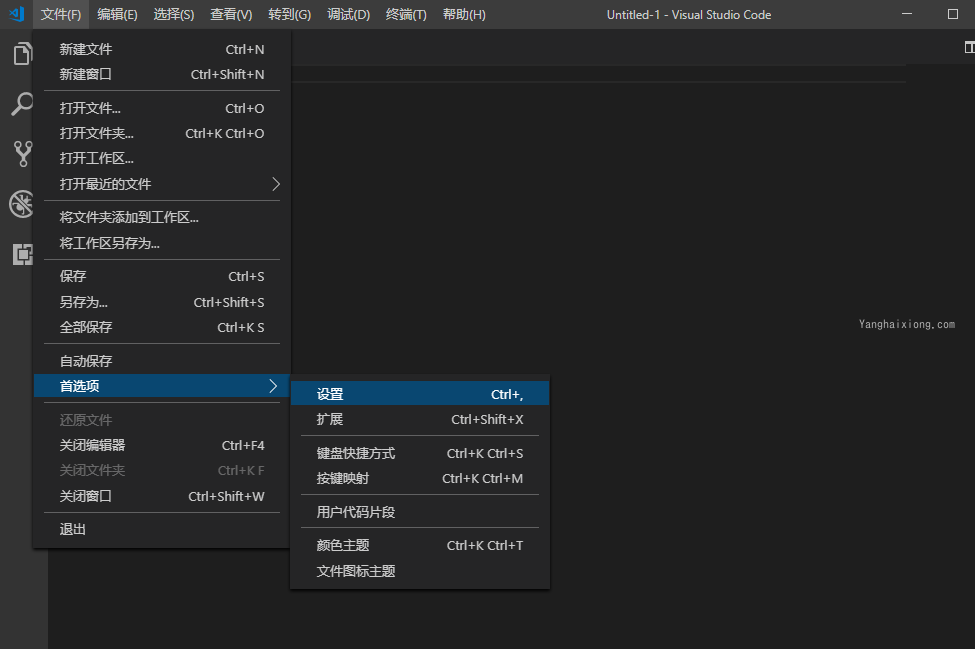 文件(F) 编辑(E) 选择(S) 查看(V) 转到(G) 调试(D) 终端(T) 帮助(H) Untitled-1 - Visual Studio Code
新建文件 Ctrl+N
新建窗口 Ctrl+Shift+N
打开文件... Ctrl+O
打开文件夹... Ctrl+K Ctrl+O
打开工作区...
打开最近的文件
将文件夹添加到工作区...
将工作区另存为...
保存 Ctrl+S
另存为... Ctrl+Shift+S
全部保存 Ctrl+K S
自动保存
首选项
还原文件
关闭编辑器 Ctrl+F4
关闭文件夹 Ctrl+K F
关闭窗口 Ctrl+Shift+W
退出
设置 Ctrl+,
扩展 Ctrl+Shift+X
键盘快捷方式 Ctrl+K Ctrl+S
按键映射 Ctrl+K Ctrl+M
用户代码片段
颜色主题 Ctrl+K Ctrl+T
文件图标主题
Yanghaixiong.com